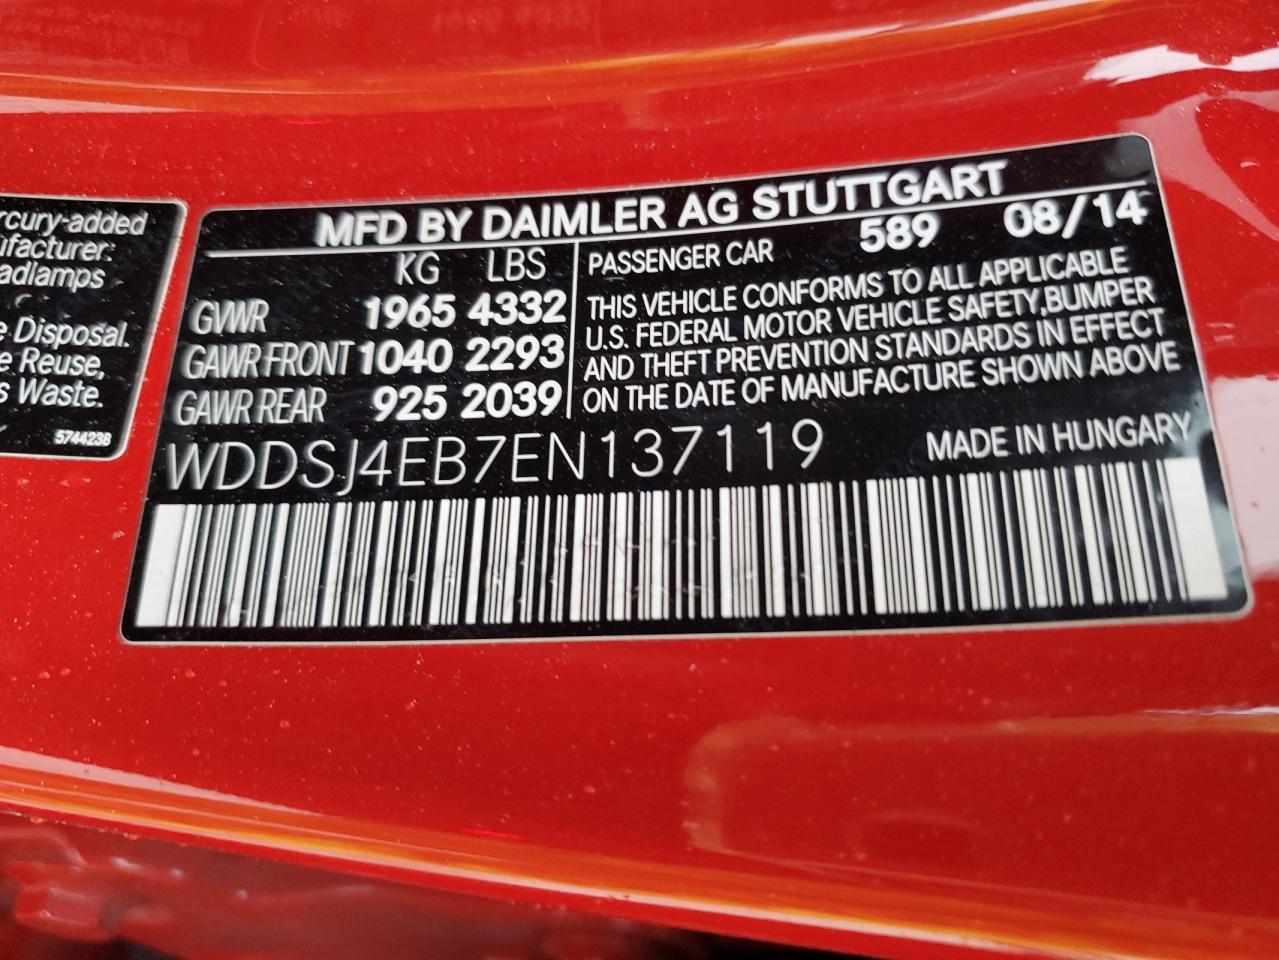 rcury-added
ufacturer:
adlamps
e Disposal.
e Reuse,
s Waste.
5744238
MFD BY DAIMLER AG STUTTGART
KG LBS
GVWR 1965 4332
GAWR FRONT 1040 2293
GAWR REAR 925 2039
PASSENGER CAR 589 08/14
THIS VEHICLE CONFORMS TO ALL APPLICABLE
U.S. FEDERAL MOTOR VEHICLE SAFETY,BUMPER
AND THEFT PREVENTION STANDARDS IN EFFECT
ON THE DATE OF MANUFACTURE SHOWN ABOVE
WDDSJ4EB7EN137119 MADE IN HUNGARY